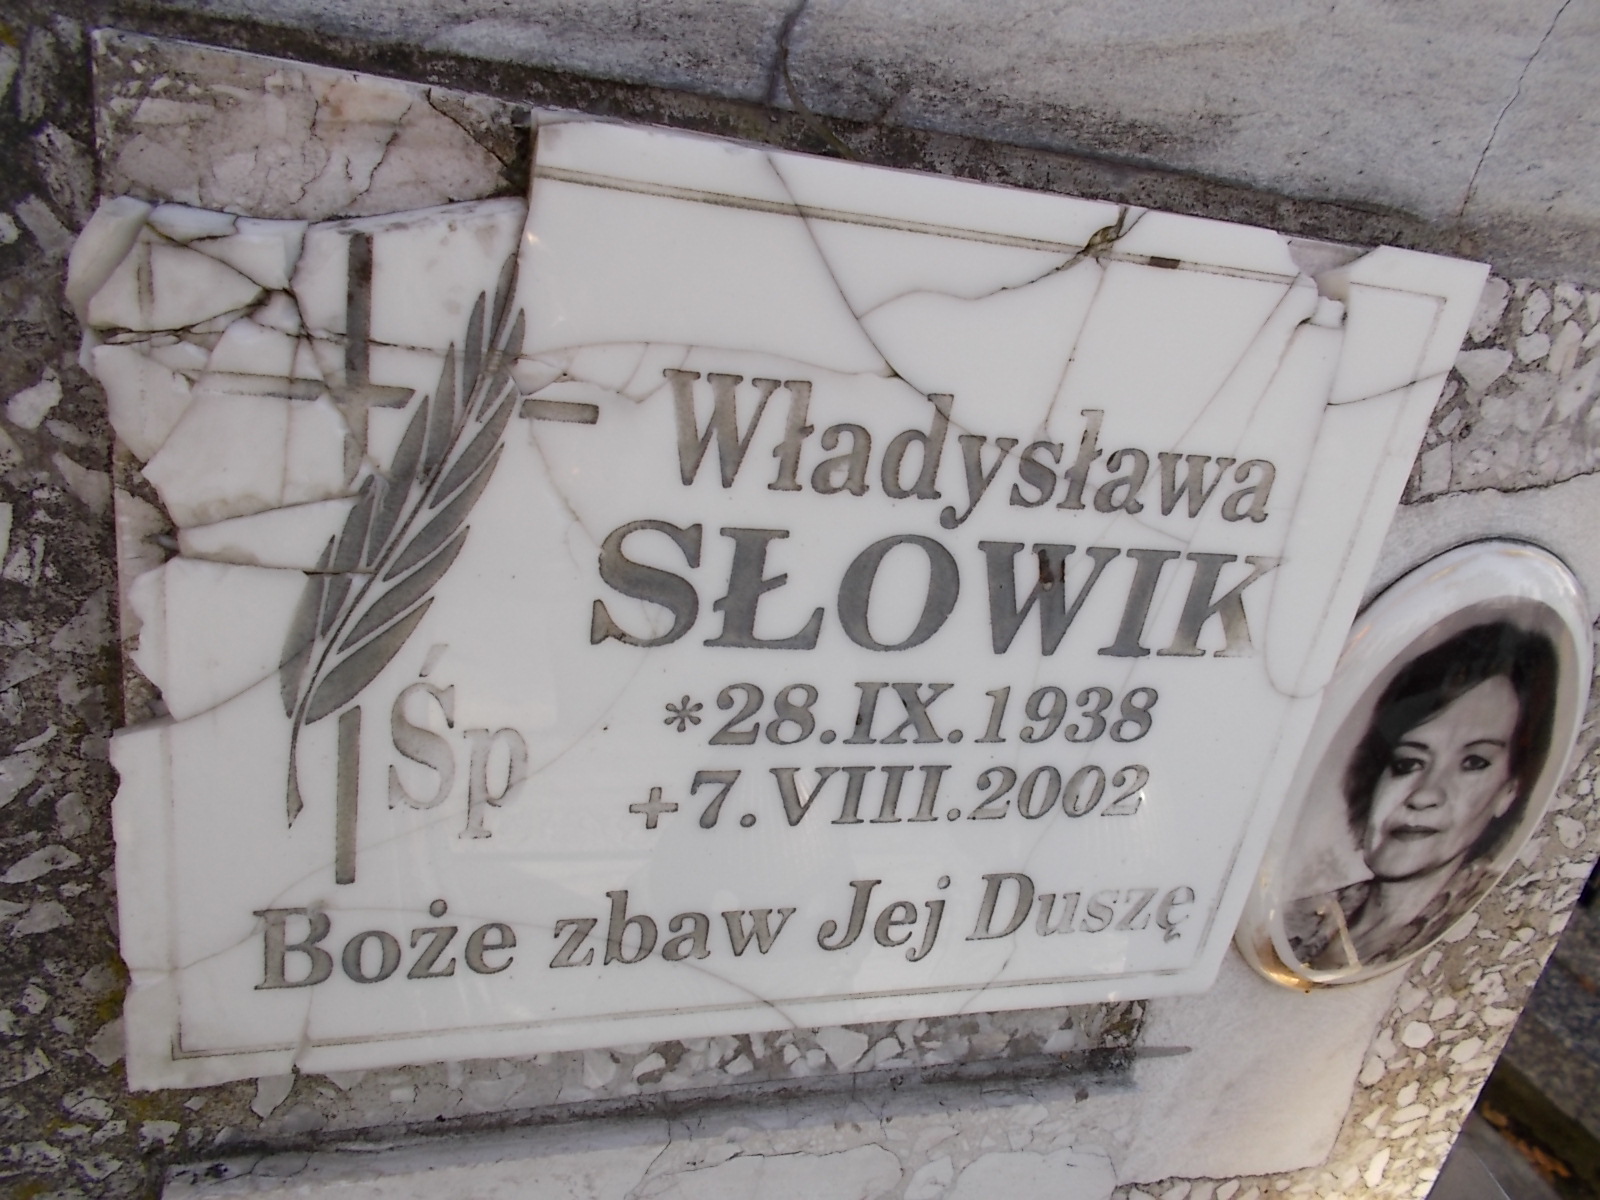 Władysława
SŁOWIK
*28.IX.1938
Śp
+7.VIII.2002
Boże zbaw Jej Duszę